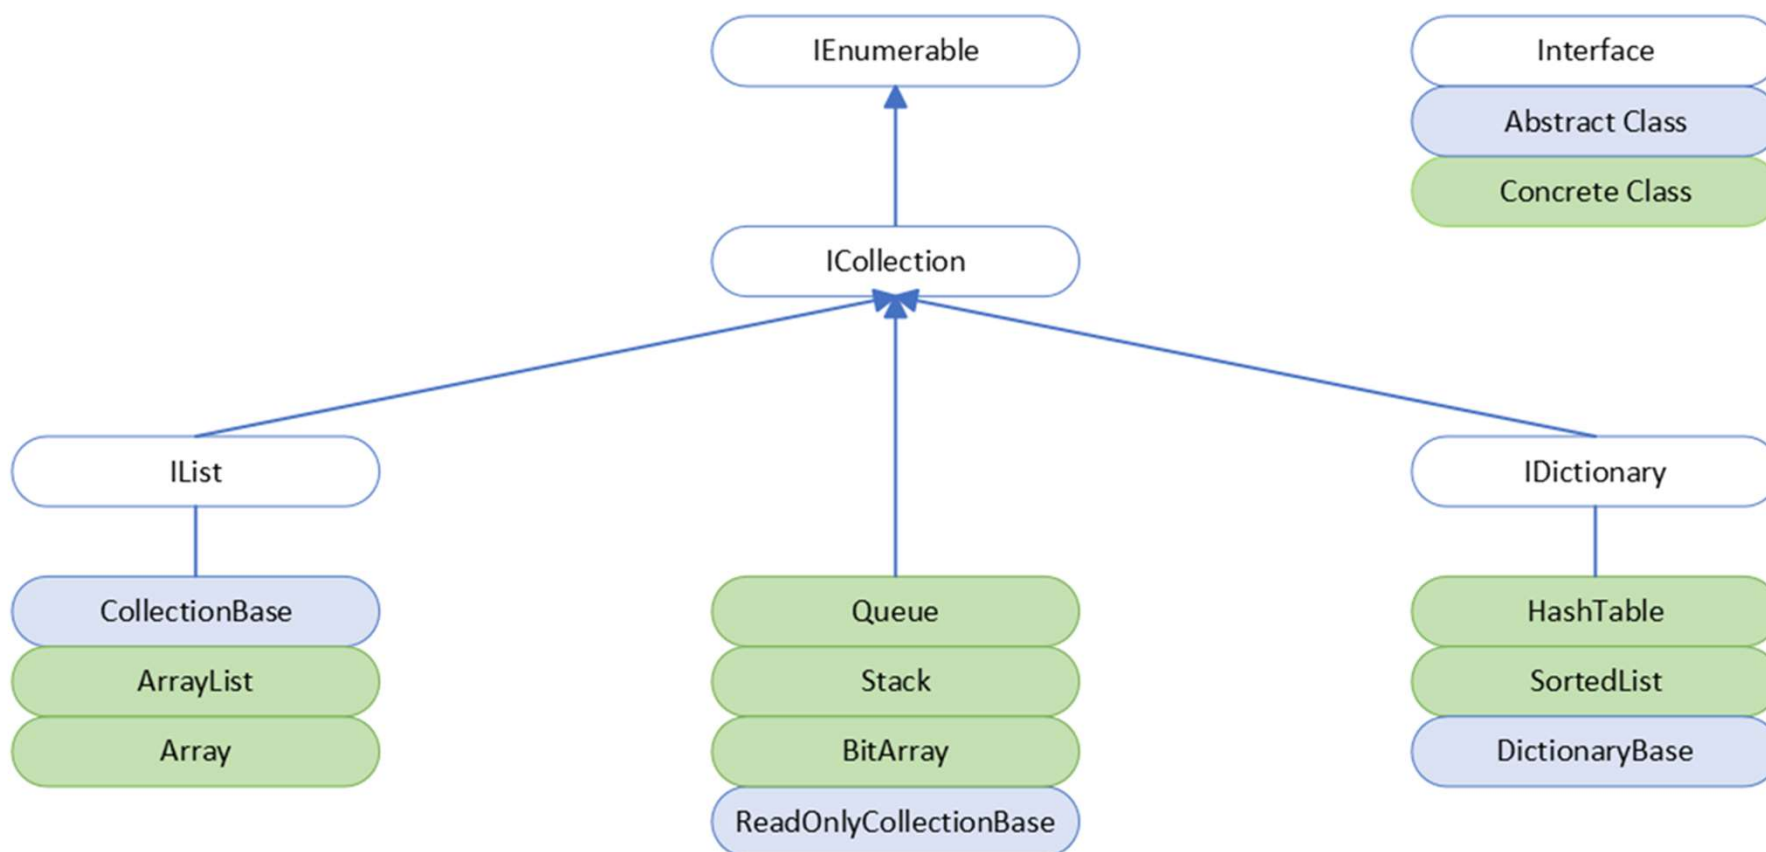 IEnumerable
Interface
Abstract Class
Concrete Class
ICollection
IList
IDictionary
CollectionBase
ArrayList
Array
Queue
Stack
BitArray
ReadOnlyCollectionBase
HashTable
SortedList
DictionaryBase